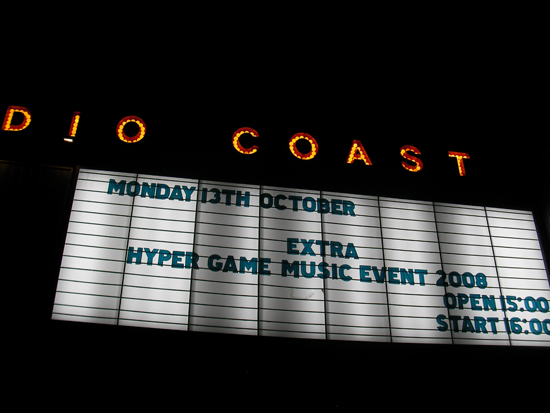 DIO COAST
MONDAY 13TH OCTOBER
EXTRA
HYPER GAME MUSIC EVENT 2008
OPEN 15:00
START 16:00